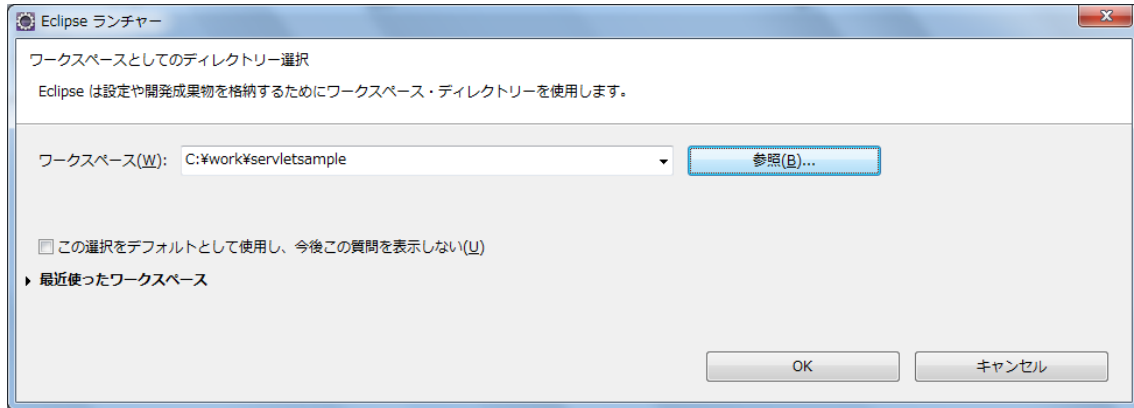 Eclipse ランチャー
ワークスペースとしてのディレクトリー選択
Eclipse は設定や開発成果物を格納するためにワークスペース・ディレクトリーを使用します。
ワークスペース(W): C:¥work¥servletsample 参照(B)...
この選択をデフォルトとして使用し、今後この質問を表示しない(U)
最近使ったワークスペース
OK キャンセル